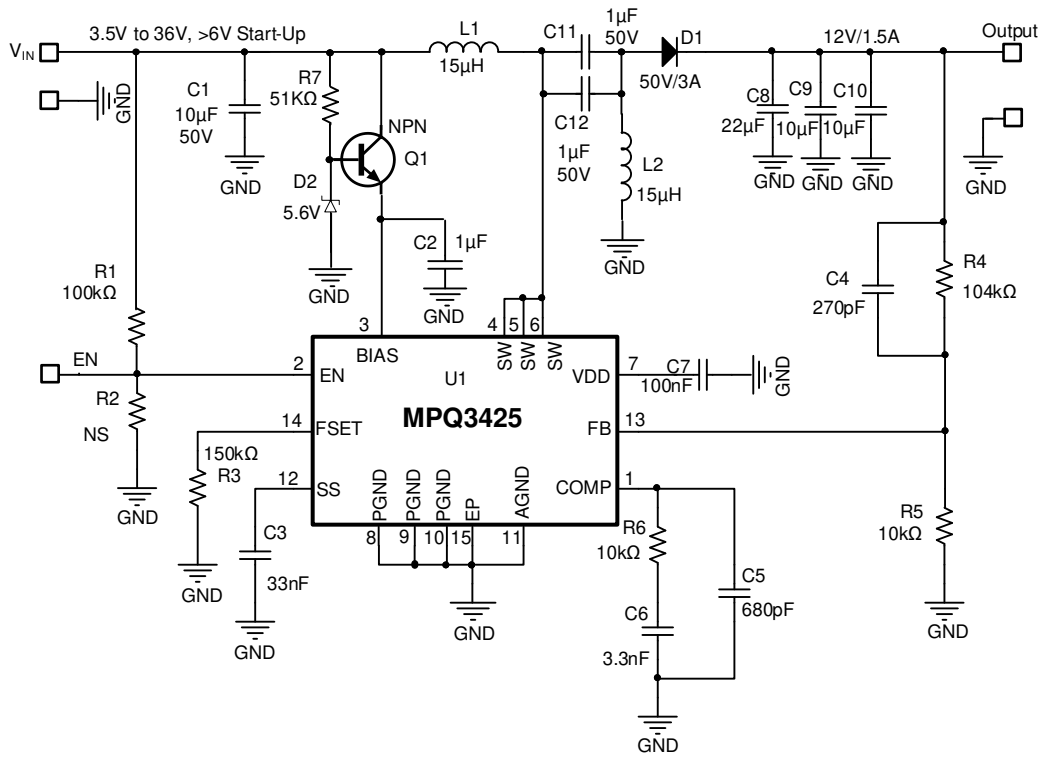 V_IN
3.5V to 36V, >6V Start-Up
L1
15µH
C11
1µF
50V
D1
50V/3A
12V/1.5A
Output
GND
C1
10µF
50V
GND
R7
51KΩ
NPN
Q1
D2
5.6V
GND
C12
1µF
50V
L2
15µH
GND
C8
22µF
GND
C9
10µF
GND
C10
10µF
GND
GND
C2
1µF
GND
R1
100kΩ
C4
270pF
R4
104kΩ
3
BIAS
4
5
6
SW
SW
SW
EN
2
EN
U1
MPQ3425
VDD
7
C7
100nF
GND
R2
NS
GND
14
FSET
150kΩ
R3
GND
FB
13
12
SS
C3
33nF
GND
PGND
PGND
PGND
EP
AGND
8
9
10
15
11
GND
COMP
1
R6
10kΩ
C5
680pF
C6
3.3nF
GND
R5
10kΩ
GND